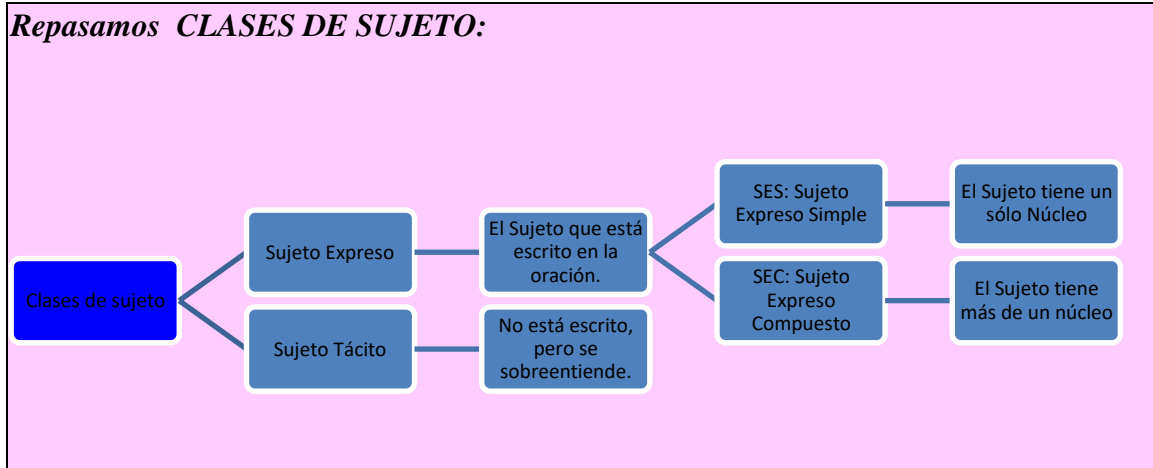 Repasamos CLASES DE SUJETO:
Clases de sujeto
Sujeto Expreso
El Sujeto que está
escrito en la
oración.
SES: Sujeto
Expreso Simple
El Sujeto tiene un
sólo Núcleo
SEC: Sujeto
Expreso
Compuesto
El Sujeto tiene
más de un núcleo
Sujeto Tácito
No está escrito,
pero se
sobreentiende.